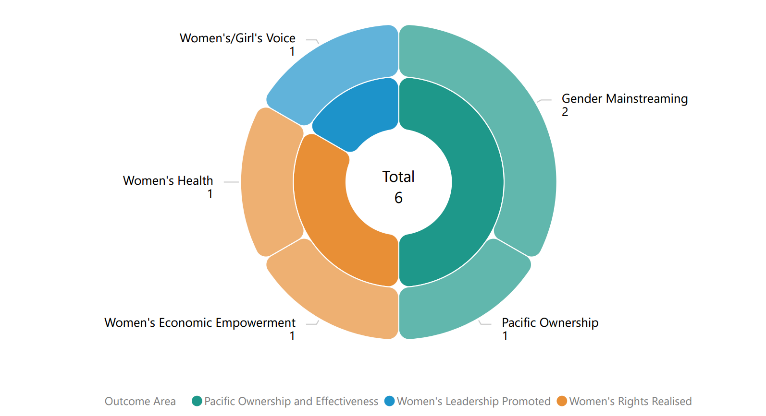 Women's/Girl's Voice
1
Gender Mainstreaming
2
Women's Health
1
Total
6
Women's Economic Empowerment
1
Pacific Ownership
1
Outcome Area Pacific Ownership and Effectiveness Women's Leadership Promoted Women's Rights Realised